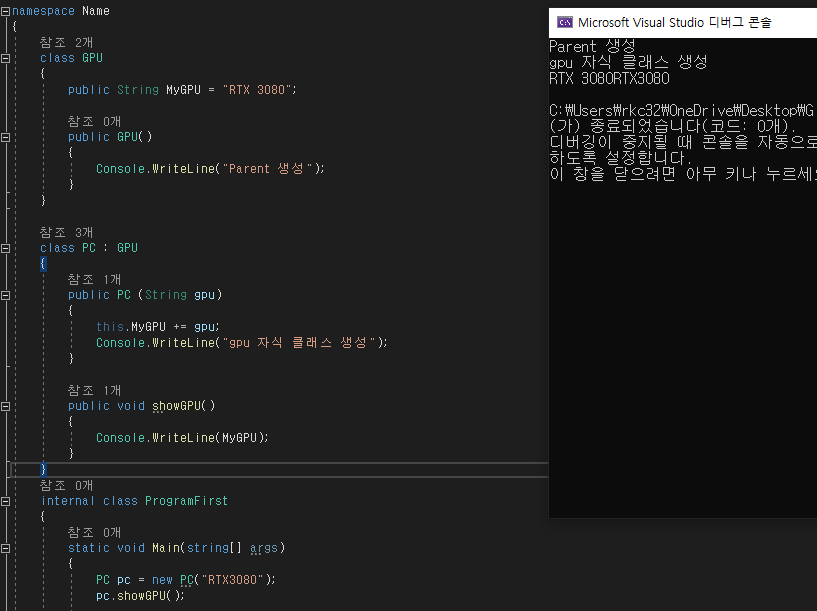 namespace Name
{
참조 2개
class GPU
{
public String MyGPU = "RTX 3080";
참조 0개
public GPU()
{
Console.WriteLine("Parent 생성");
}
}
참조 3개
class PC : GPU
{
참조 1개
public PC (String gpu)
{
this.MyGPU += gpu;
Console.WriteLine("gpu 자식 클래스 생성");
}
참조 1개
public void showGPU()
{
Console.WriteLine(MyGPU);
}
}
참조 0개
internal class ProgramFirst
{
참조 0개
static void Main(string[] args)
{
PC pc = new PC("RTX3080");
pc.showGPU();
Microsoft Visual Studio 디버그 콘솔
Parent 생성
gpu 자식 클래스 생성
RTX 3080RTX3080
C:₩Users₩rkc32₩OneDrive₩Desktop₩G
(가) 종료되었습니다(코드: 0개).
디버깅이 중지될 때 콘솔을 자동으로
하도록 설정합니다.
이 창을 닫으려면 아무 키나 누르세요